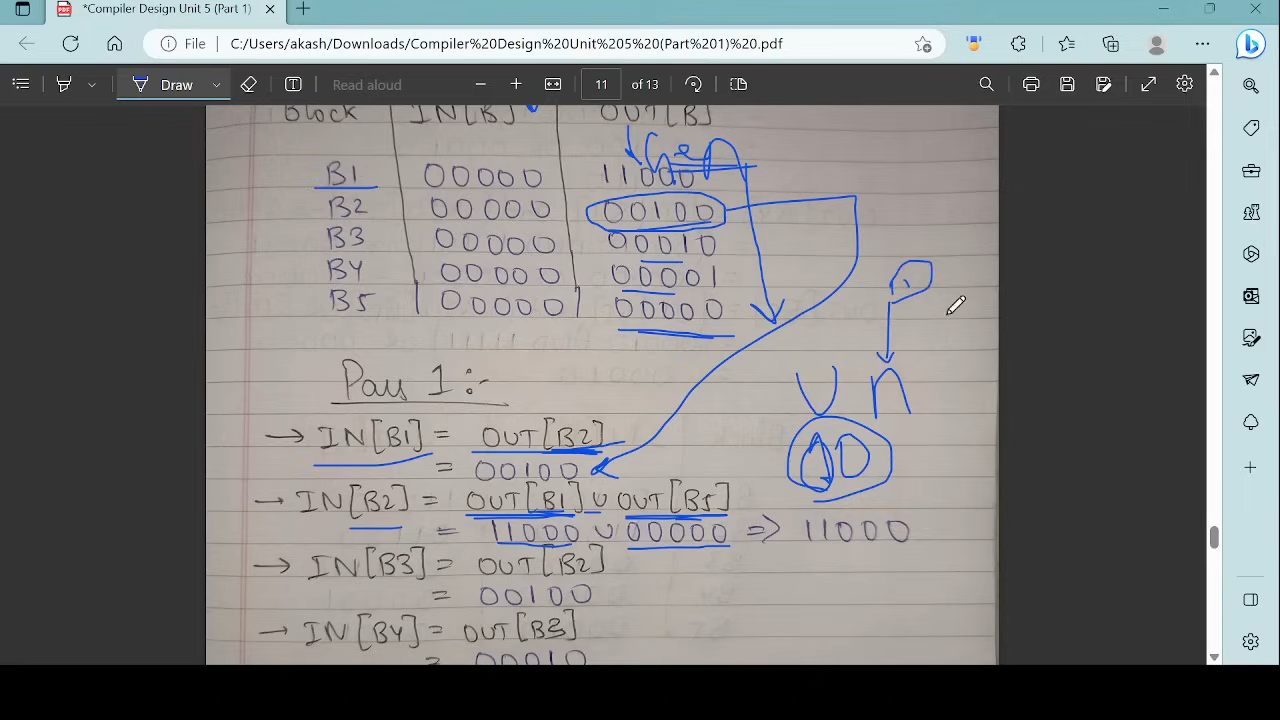 *Compiler Design Unit 5 (Part 1)
File C:/Users/akash/Downloads/Compiler%20Design%20Unit%205%20(Part%201)%20.pdf
Draw Read aloud 11 of 13
Block IN[B] OUT[B]
Gen
B1 00000 11000
B2 00000 00100
B3 00000 00010
B4 00000 00001
B5 00000 00000
Pass 1:-
∪ ∩
→ IN[B1] = OUT[B2]
= 00100
→ IN[B2] = OUT[B1] ∪ OUT[B5]
= 11000 ∪ 00000 => 11000
→ IN[B3] = OUT[B2]
= 00100
→ IN[B4] = OUT[B3]
= 00010